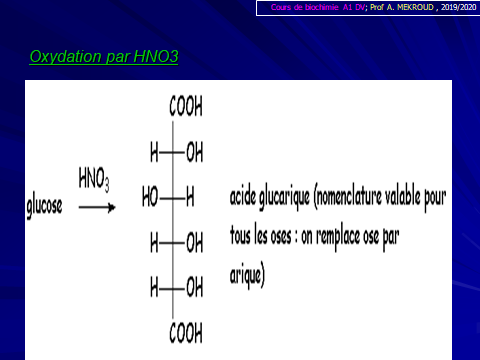 Cours de biochimie A1 DV; Prof A. MEKROUD , 2019/2020
Oxydation par HNO3
COOH
H OH
HNO3
HO H
glucose
acide glucarique (nomenclature valable pour
tous les oses : on remplace ose par
arique)
H OH
H OH
COOH